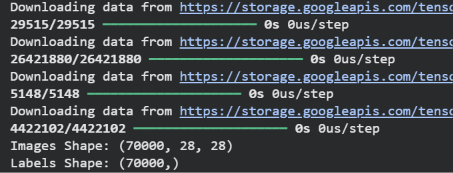 Downloading data from https://storage.googleapis.com/tenso
29515/29515 ━━━━━━━━━━━━━━━━━━━━ 0s 0us/step
Downloading data from https://storage.googleapis.com/tenso
26421880/26421880 ━━━━━━━━━━━━━━━━━━━━ 0s 0us/step
Downloading data from https://storage.googleapis.com/tenso
5148/5148 ━━━━━━━━━━━━━━━━━━━━ 0s 0us/step
Downloading data from https://storage.googleapis.com/tenso
4422102/4422102 ━━━━━━━━━━━━━━━━━━━━ 0s 0us/step
Images Shape: (70000, 28, 28)
Labels Shape: (70000,)